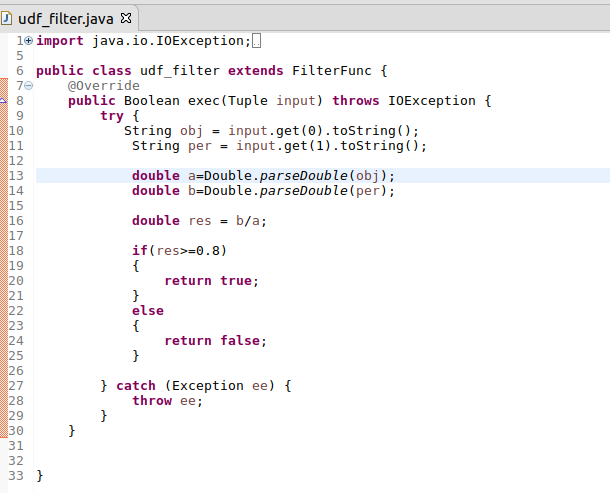 udf_filter.java
1 import java.io.IOException;
5
6 public class udf_filter extends FilterFunc {
7 @Override
8 public Boolean exec(Tuple input) throws IOException {
9 try {
10 String obj = input.get(0).toString();
11 String per = input.get(1).toString();
12
13 double a=Double.parseDouble(obj);
14 double b=Double.parseDouble(per);
15
16 double res = b/a;
17
18 if(res>=0.8)
19 {
20 return true;
21 }
22 else
23 {
24 return false;
25 }
26
27 } catch (Exception ee) {
28 throw ee;
29 }
30 }
31
32
33 }